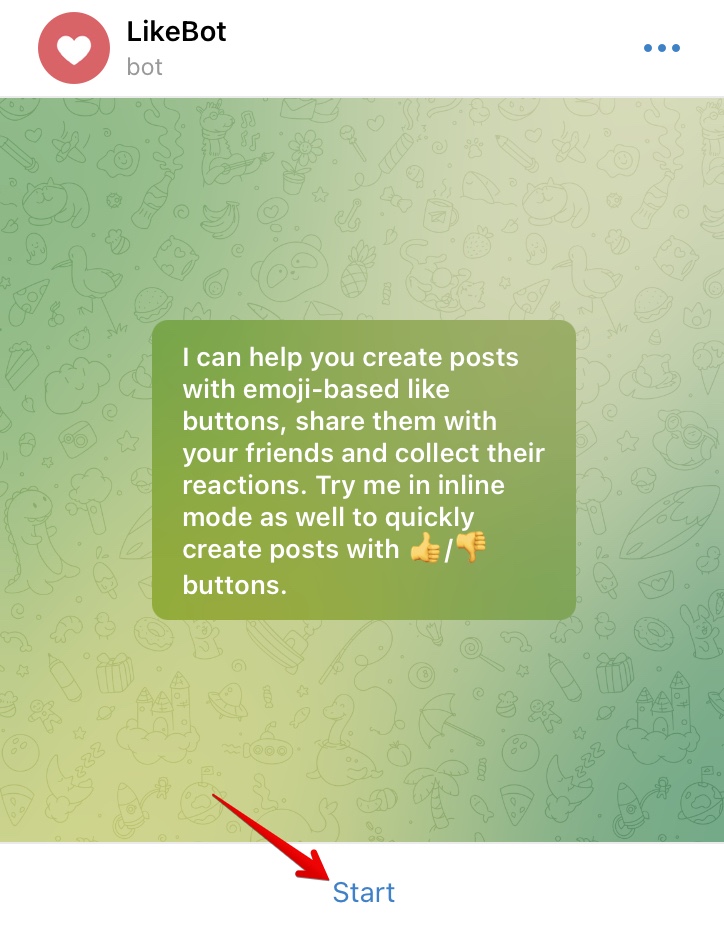 LikeBot
bot
I can help you create posts
with emoji-based like
buttons, share them with
your friends and collect their
reactions. Try me in inline
mode as well to quickly
create posts with 👍/👎
buttons.
Start